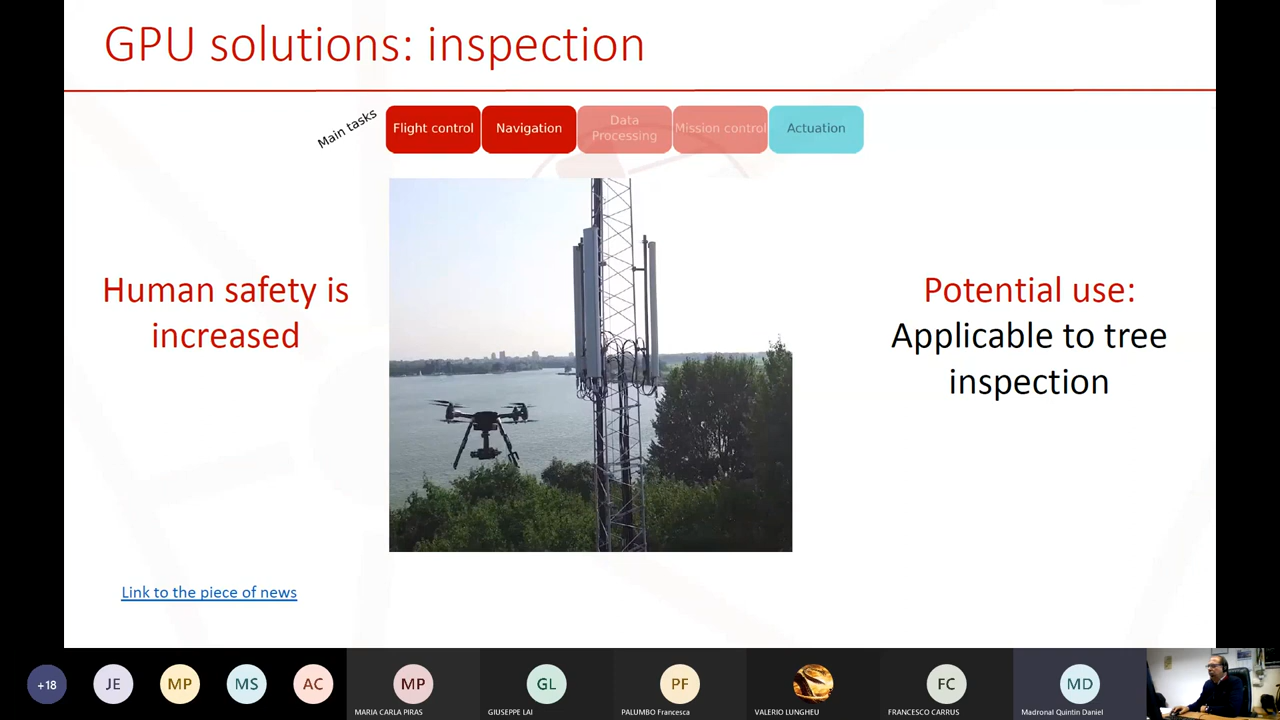 GPU solutions: inspection
Main tasks
Flight control
Navigation
Data
Processing
Mission control
Actuation
Human safety is
increased
Potential use:
Applicable to tree
inspection
Link to the piece of news
+18
JE
MP
MS
AC
MP
GL
PF
FC
MD
MARIA CARLA PIRAS
GIUSEPPE LAI
PALUMBO Francesca
VALERIO LUNGHEU
FRANCESCO CARRUS
Madronal Quintin Daniel